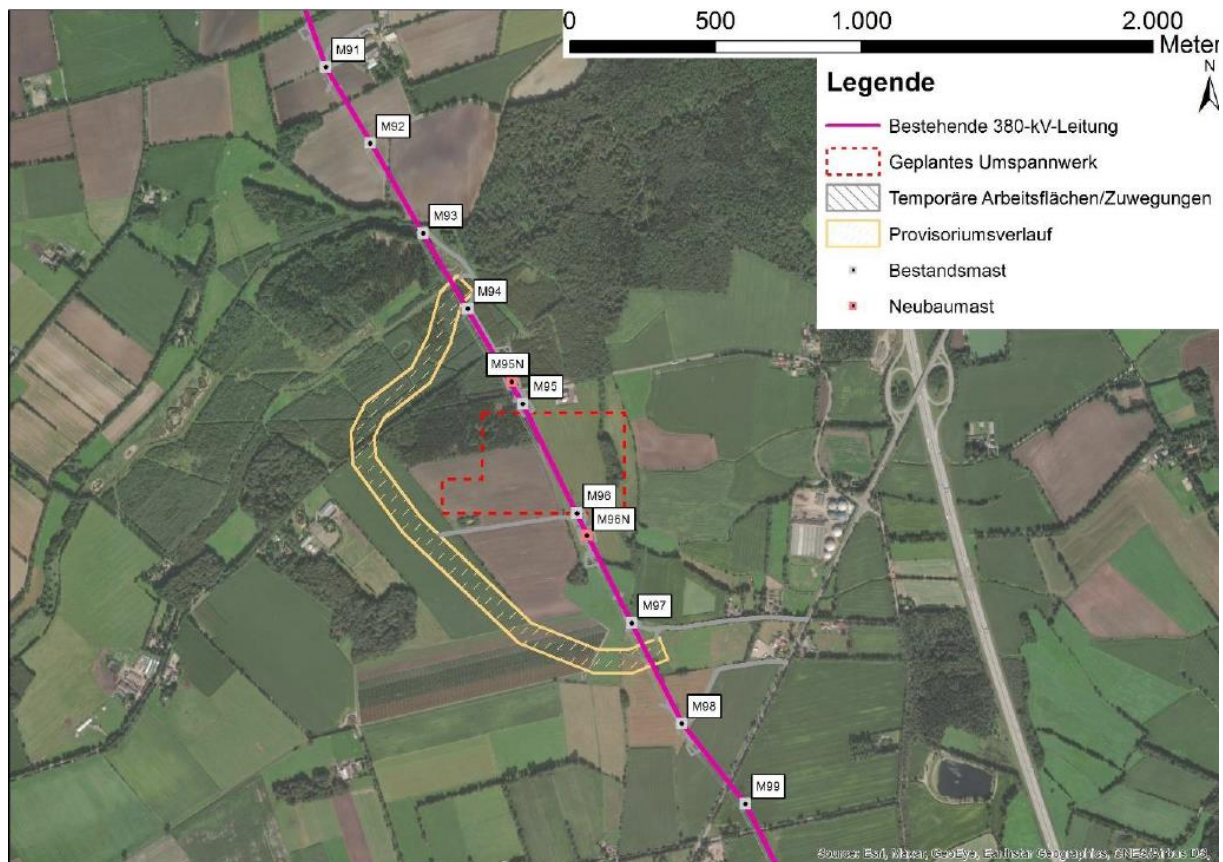 0 500 1.000 2.000
Meter
N
Legende
Bestehende 380-kV-Leitung
Geplantes Umspannwerk
Temporäre Arbeitsflächen/Zuwegungen
Provisoriumsverlauf
Bestandsmast
Neubaumast
M91
M92
M93
M94
M95N
M95
M96
M96N
M97
M98
M99
Source: Esri, Maxar, GeoEye, Earthstar Geographics, CNES/Airbus DS,